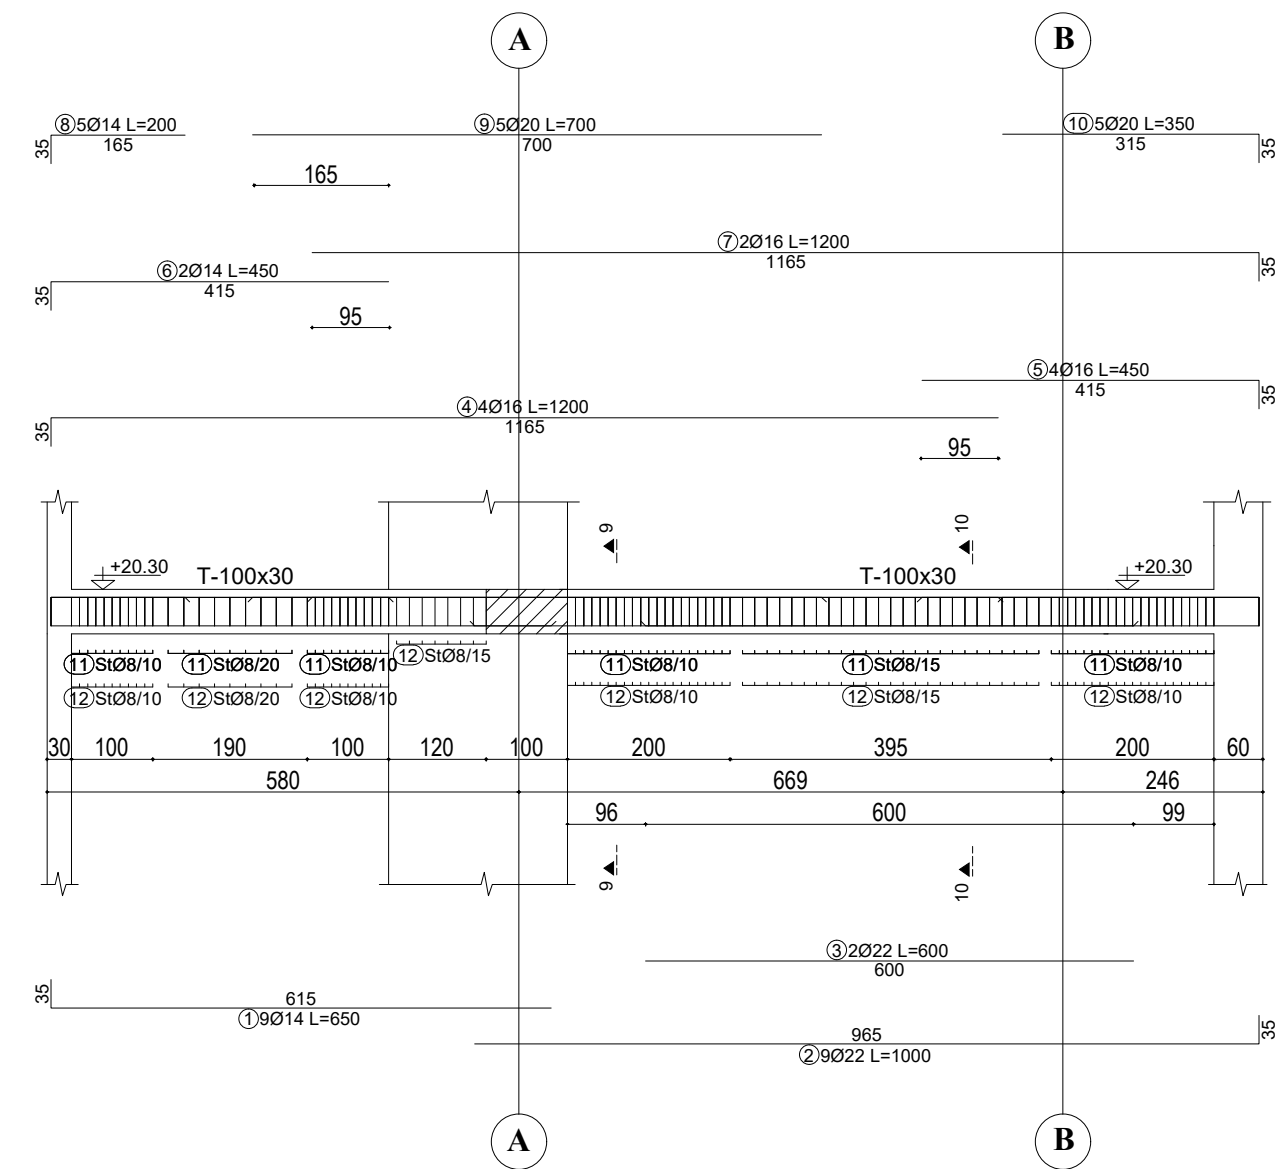 A B
⑧5Ø14 L=200 ⑨5Ø20 L=700 ⑩5Ø20 L=350
35 165 700 315 35
165
⑦2Ø16 L=1200
1165 35
⑥2Ø14 L=450
35 415
95
⑤4Ø16 L=450
415 35
④4Ø16 L=1200
35 1165
95
9 10
+20.30 T-100x30 T-100x30 +20.30
⑫StØ8/15
⑪StØ8/10 ⑪StØ8/20 ⑪StØ8/10 ⑪StØ8/10 ⑪StØ8/15 ⑪StØ8/10
⑫StØ8/10 ⑫StØ8/20 ⑫StØ8/10 ⑫StØ8/10 ⑫StØ8/15 ⑫StØ8/10
30 100 190 100 120 100 200 395 200 60
580 669 246
96 600 99
9 10
③2Ø22 L=600
600
35 615
①9Ø14 L=650
965 35
②9Ø22 L=1000
A B